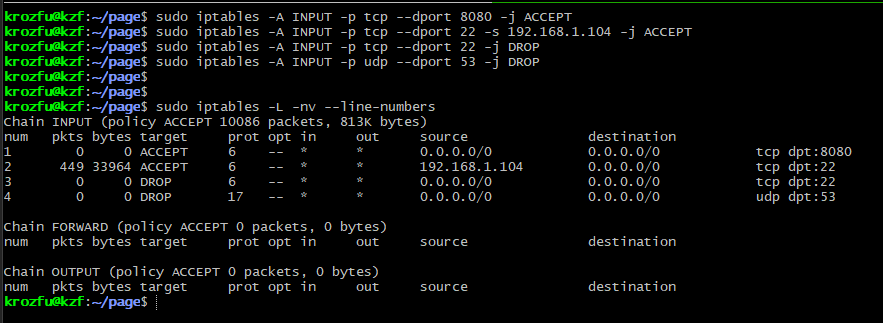 krozfu@kzf:~/page$ sudo iptables -A INPUT -p tcp --dport 8080 -j ACCEPT
krozfu@kzf:~/page$ sudo iptables -A INPUT -p tcp --dport 22 -s 192.168.1.104 -j ACCEPT
krozfu@kzf:~/page$ sudo iptables -A INPUT -p tcp --dport 22 -j DROP
krozfu@kzf:~/page$ sudo iptables -A INPUT -p udp --dport 53 -j DROP
krozfu@kzf:~/page$
krozfu@kzf:~/page$
krozfu@kzf:~/page$ sudo iptables -L -nv --line-numbers
Chain INPUT (policy ACCEPT 10086 packets, 813K bytes)
num pkts bytes target prot opt in out source destination
1 0 0 ACCEPT 6 -- * * 0.0.0.0/0 0.0.0.0/0 tcp dpt:8080
2 449 33964 ACCEPT 6 -- * * 192.168.1.104 0.0.0.0/0 tcp dpt:22
3 0 0 DROP 6 -- * * 0.0.0.0/0 0.0.0.0/0 tcp dpt:22
4 0 0 DROP 17 -- * * 0.0.0.0/0 0.0.0.0/0 udp dpt:53
Chain FORWARD (policy ACCEPT 0 packets, 0 bytes)
num pkts bytes target prot opt in out source destination
Chain OUTPUT (policy ACCEPT 0 packets, 0 bytes)
num pkts bytes target prot opt in out source destination
krozfu@kzf:~/page$